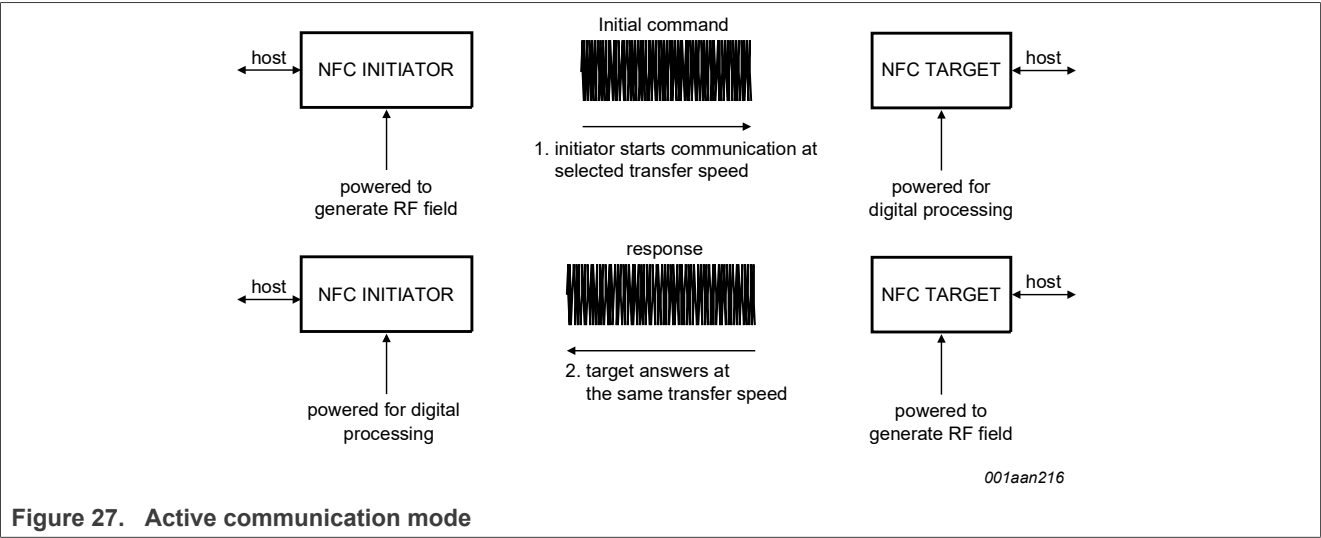 Initial command
host
NFC INITIATOR
NFC TARGET
host
1. initiator starts communication at
selected transfer speed
powered to
generate RF field
powered for
digital processing
response
host
NFC INITIATOR
NFC TARGET
host
2. target answers at
the same transfer speed
powered for digital
processing
powered to
generate RF field
001aan216
Figure 27. Active communication mode